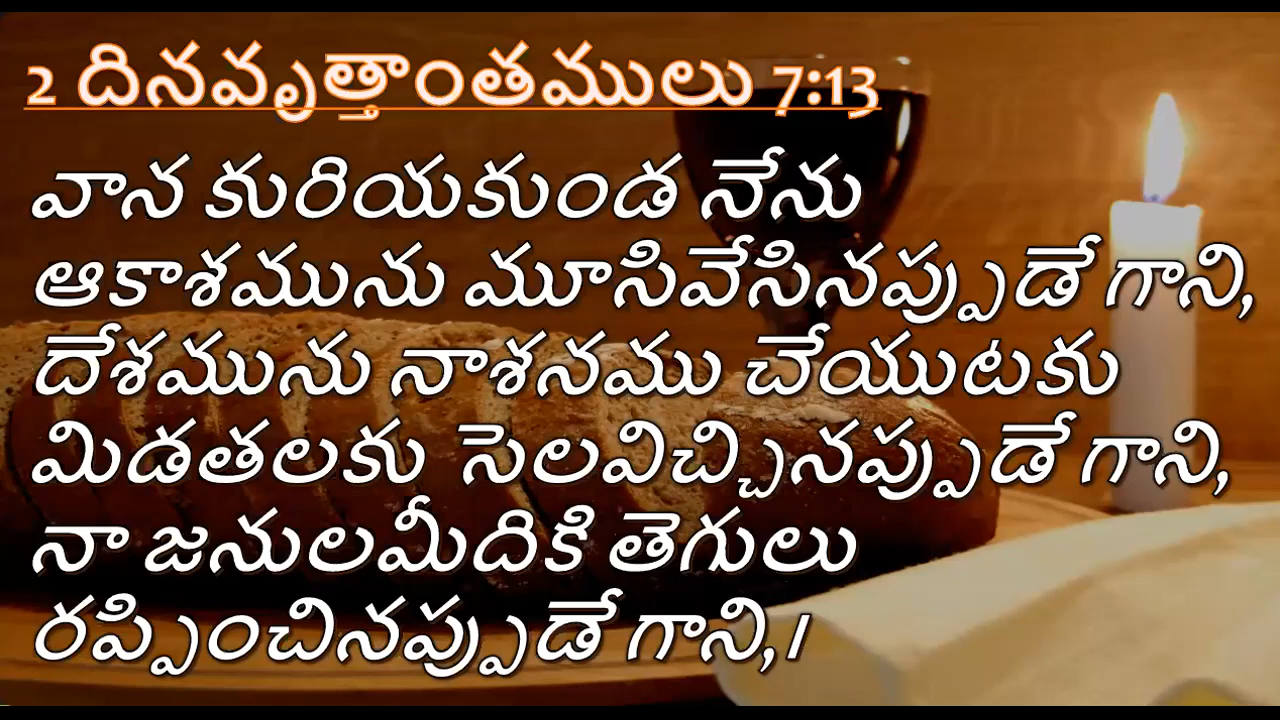 2 దినవృత్తాంతములు 7:13
వాన కురియకుండ నేను
ఆకాశమును మూసివేసినప్పుడే గాని,
దేశమును నాశనము చేయుటకు
మిడతలకు సెలవిచ్చినప్పుడే గాని,
నా జనులమీదికి తెగులు
రప్పించినప్పుడే గాని,।